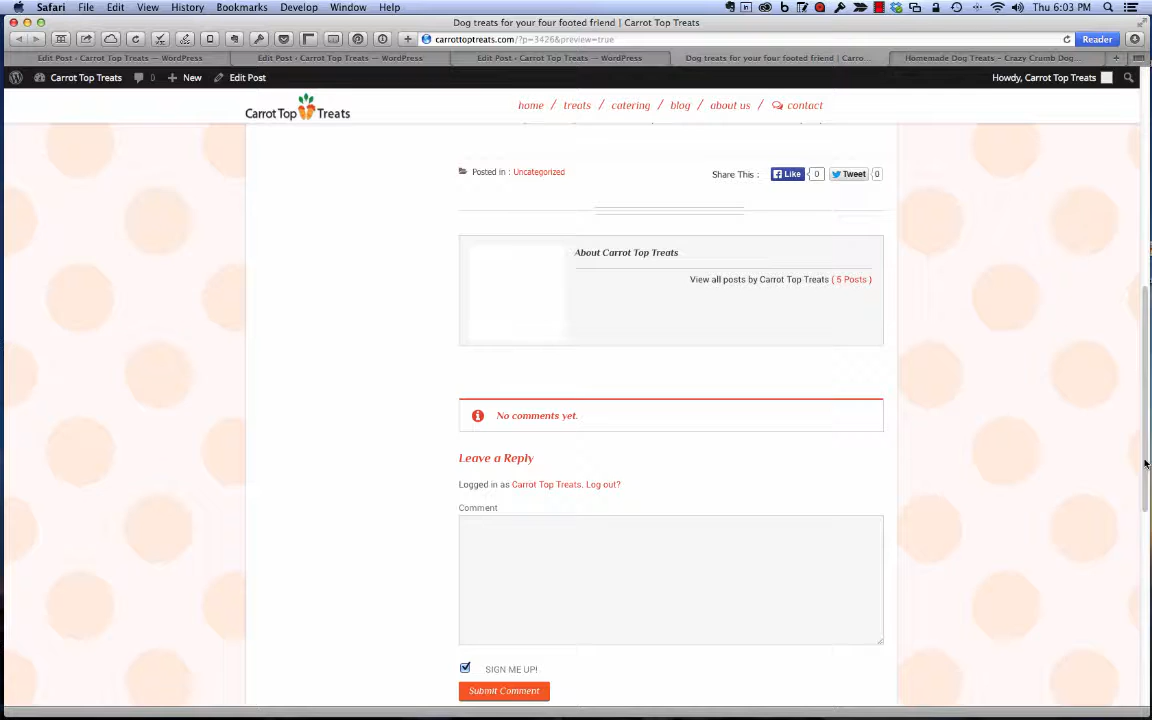 Safari File Edit View History Bookmarks Develop Window Help Thu 6:03 PM
Dog treats for your four footed friend | Carrot Top Treats
carrottoptreats.com/?p=3426&preview=true Reader
Edit Post ‹ Carrot Top Treats — WordPress Edit Post ‹ Carrot Top Treats — WordPress Edit Post ‹ Carrot Top Treats — WordPress Dog treats for your four footed friend | Carro... Homemade Dog Treats – Crazy Crumb Dog...
Carrot Top Treats 0 New Edit Post Howdy, Carrot Top Treats
Carrot Top Treats home / treats / catering / blog / about us / contact
Posted in : Uncategorized Share This : Like 0 Tweet 0
About Carrot Top Treats
View all posts by Carrot Top Treats ( 5 Posts )
No comments yet.
Leave a Reply
Logged in as Carrot Top Treats. Log out?
Comment
SIGN ME UP!
Submit Comment